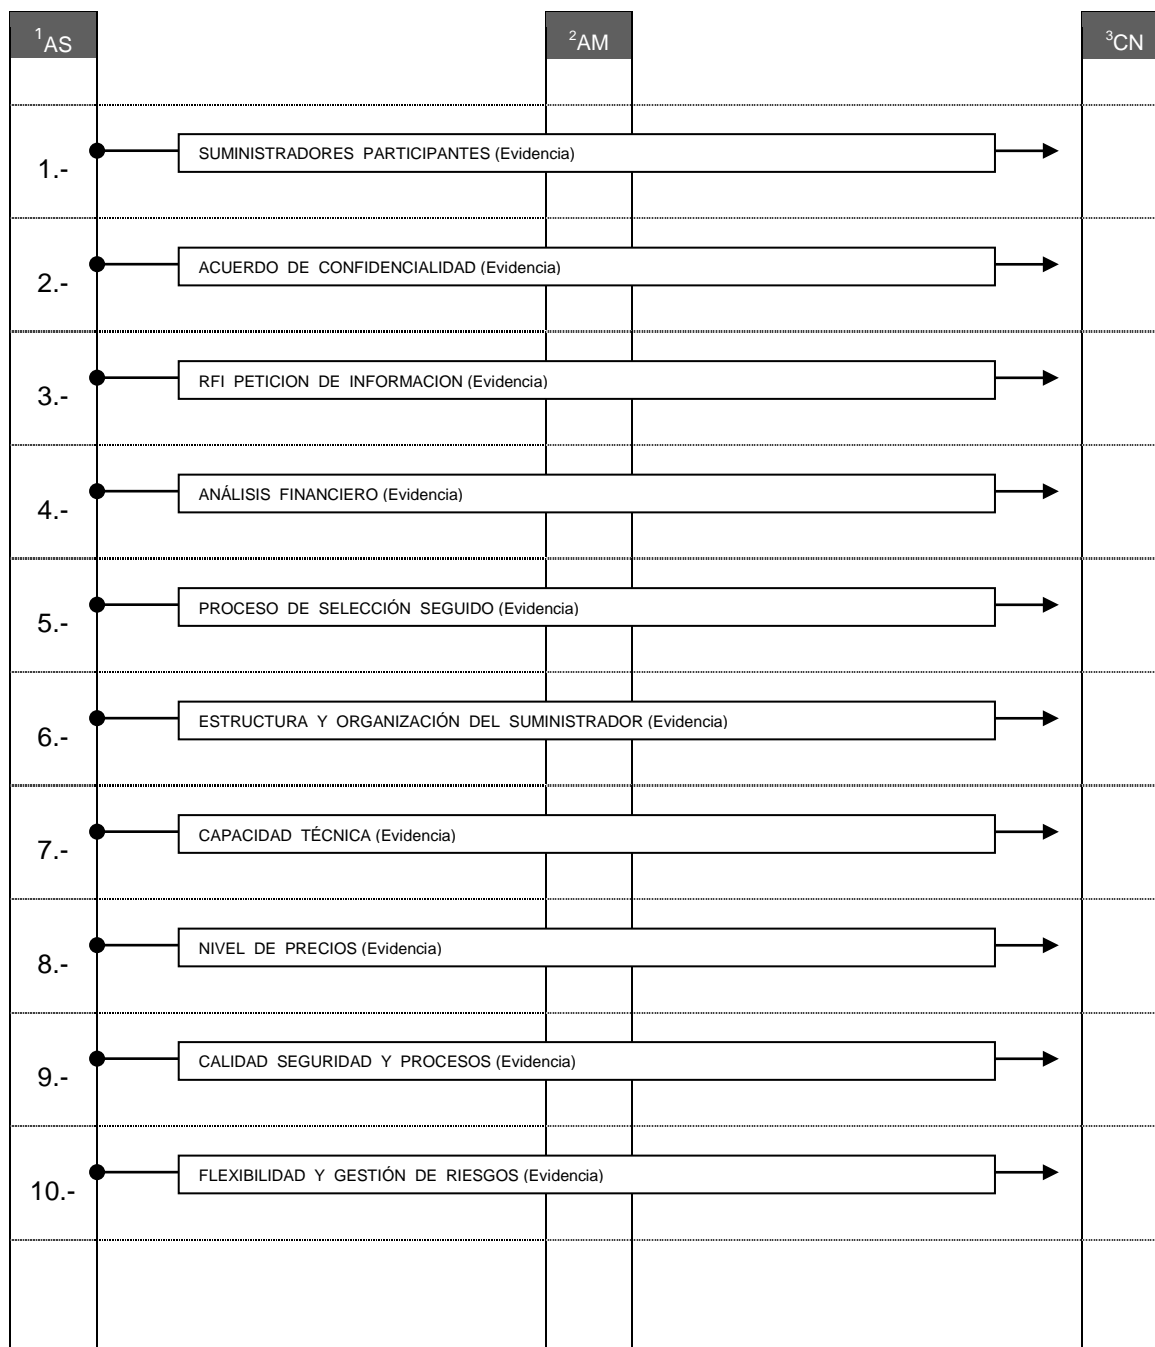 ¹AS ²AM ³CN
1.- SUMINISTRADORES PARTICIPANTES (Evidencia)
2.- ACUERDO DE CONFIDENCIALIDAD (Evidencia)
3.- RFI PETICION DE INFORMACION (Evidencia)
4.- ANÁLISIS FINANCIERO (Evidencia)
5.- PROCESO DE SELECCIÓN SEGUIDO (Evidencia)
6.- ESTRUCTURA Y ORGANIZACIÓN DEL SUMINISTRADOR (Evidencia)
7.- CAPACIDAD TÉCNICA (Evidencia)
8.- NIVEL DE PRECIOS (Evidencia)
9.- CALIDAD SEGURIDAD Y PROCESOS (Evidencia)
10.- FLEXIBILIDAD Y GESTIÓN DE RIESGOS (Evidencia)